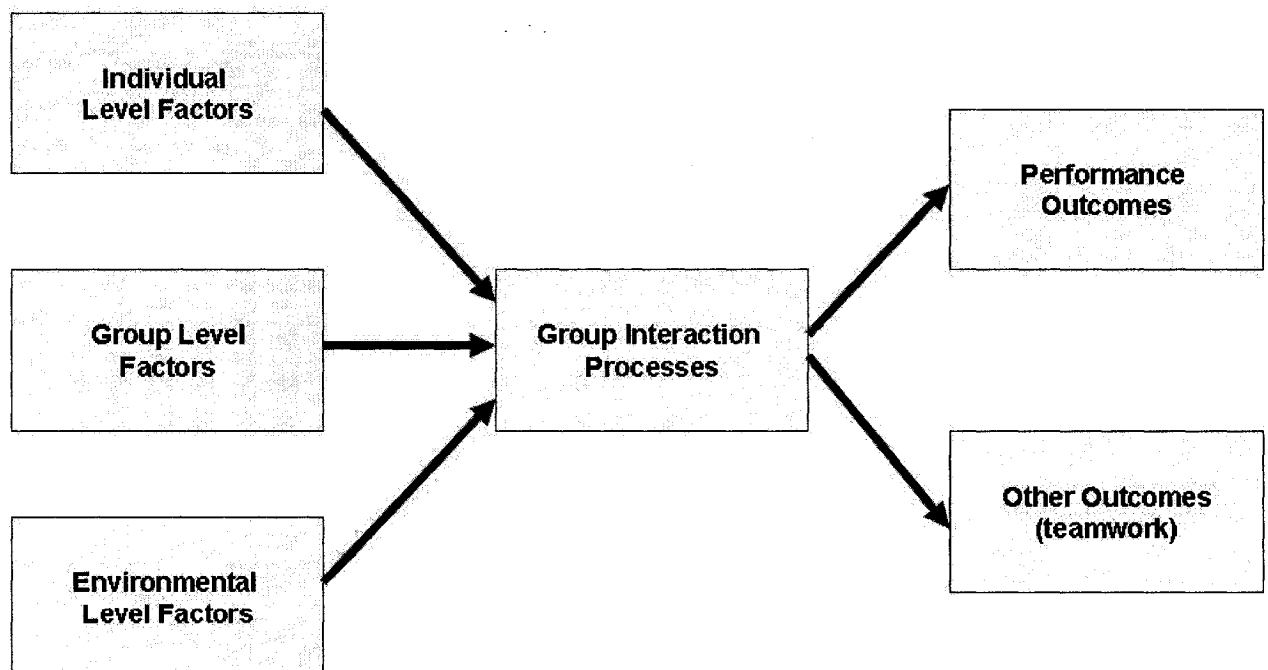 Individual
Level Factors
Group Level
Factors
Environmental
Level Factors
Group Interaction
Processes
Performance
Outcomes
Other Outcomes
(teamwork)